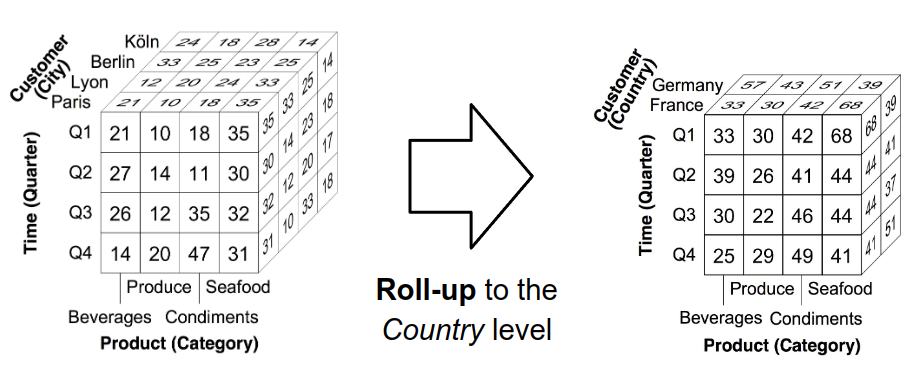 Customer
(City)
Köln 24 18 28 14
Berlin 33 25 23 25
Lyon 12 20 24 33
Paris 21 10 18 35
Time (Quarter)
Q1 21 10 18 35 35 33 25 14
Q2 27 14 11 30 30 14 23 18
Q3 26 12 35 32 32 12 20 17
Q4 14 20 47 31 31 10 33 18
Produce Seafood
Beverages Condiments
Product (Category)
Roll-up to the
Country level
Customer
(Country)
Germany 57 43 51 39
France 33 30 42 68
Time (Quarter)
Q1 33 30 42 68 68 39
Q2 39 26 41 44 44 41
Q3 30 22 46 44 44 37
Q4 25 29 49 41 41 51
Produce Seafood
Beverages Condiments
Product (Category)